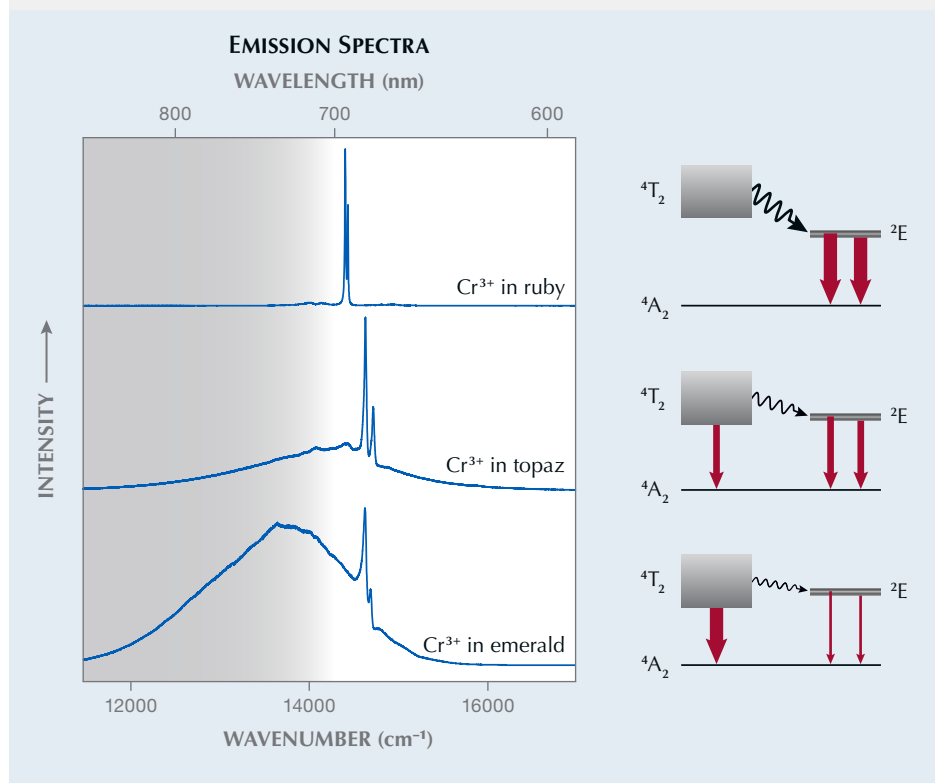 EMISSION SPECTRA
WAVELENGTH (nm)
800 700 600
Cr³⁺ in ruby
Cr³⁺ in topaz
Cr³⁺ in emerald
INTENSITY
12000 14000 16000
WAVENUMBER (cm⁻¹)
⁴T₂
²E
⁴A₂
⁴T₂
²E
⁴A₂
⁴T₂
²E
⁴A₂